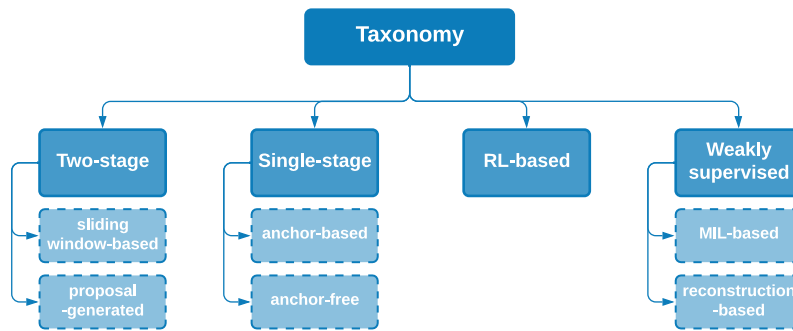 Taxonomy
Two-stage
Single-stage
RL-based
Weakly
supervised
sliding
window-based
anchor-based
MIL-based
proposal
-generated
anchor-free
reconstruction
-based